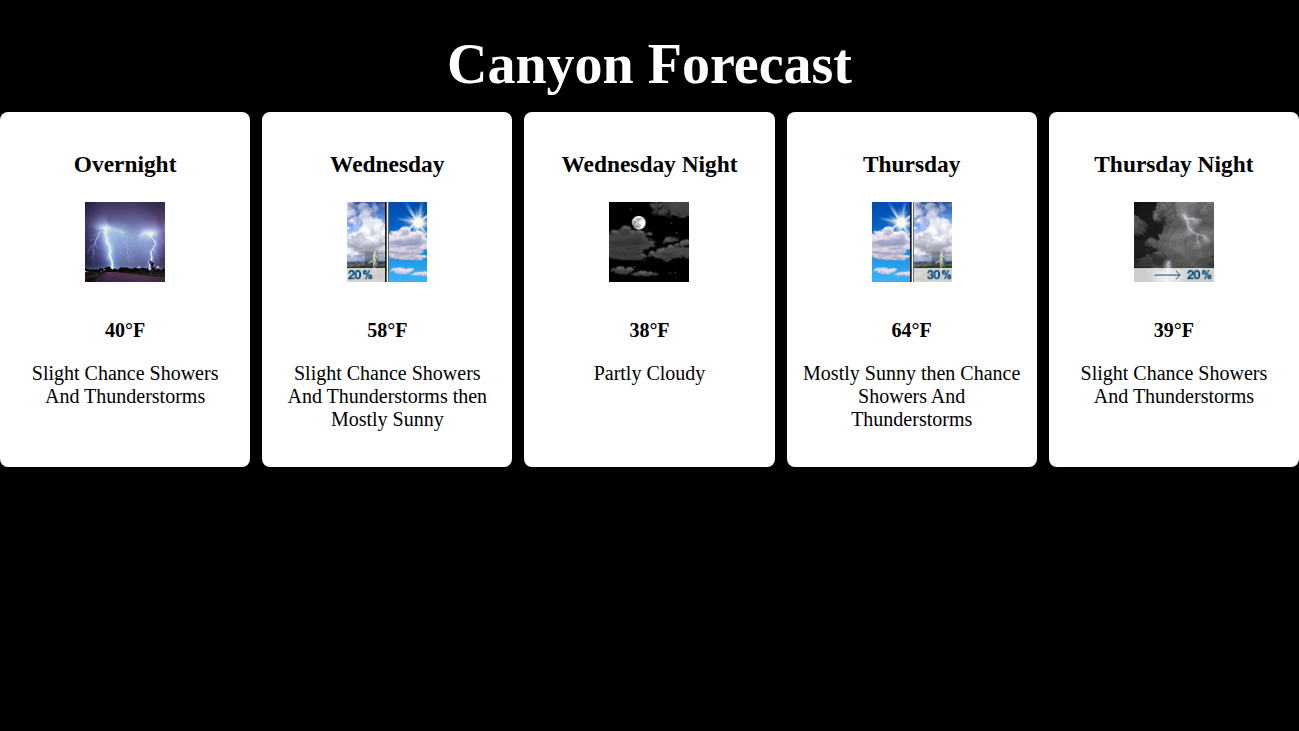 Canyon Forecast
Overnight
40°F
Slight Chance Showers
And Thunderstorms
Wednesday
20%
58°F
Slight Chance Showers
And Thunderstorms then
Mostly Sunny
Wednesday Night
38°F
Partly Cloudy
Thursday
30%
64°F
Mostly Sunny then Chance
Showers And
Thunderstorms
Thursday Night
20%
39°F
Slight Chance Showers
And Thunderstorms